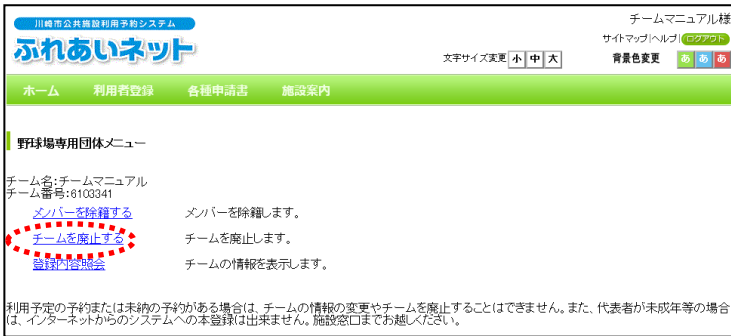 川崎市公共施設利用予約システム
ふれあいネット
チームマニュアル様
サイトマップ|ヘルプ|ログアウト
文字サイズ変更 小 中 大
背景色変更 あ あ あ
ホーム 利用者登録 各種申請書 施設案内
野球場専用団体メニュー
チーム名:チームマニュアル
チーム番号:6103341
メンバーを除籍する メンバーを除籍します。
チームを廃止する チームを廃止します。
登録内容照会 チームの情報を表示します。
利用予定の予約または未納の予約がある場合は、チームの情報の変更やチームを廃止することはできません。また、代表者が未成年等の場合
は、インターネットからのシステムへの本登録は出来ません。施設窓口までお越しください。